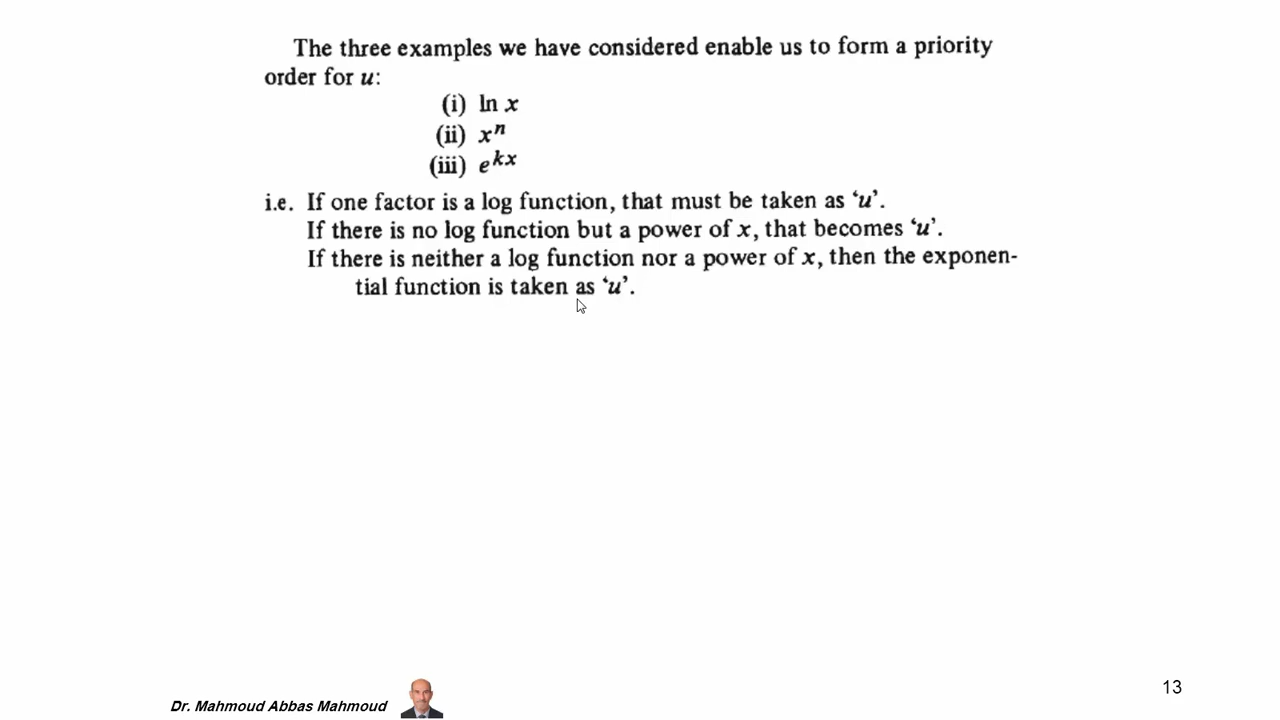 The three examples we have considered enable us to form a priority
order for u:
(i) ln x
(ii) xⁿ
(iii) eᵏˣ
i.e. If one factor is a log function, that must be taken as ‘u’.
If there is no log function but a power of x, that becomes ‘u’.
If there is neither a log function nor a power of x, then the exponen-
tial function is taken as ‘u’.
Dr. Mahmoud Abbas Mahmoud
13